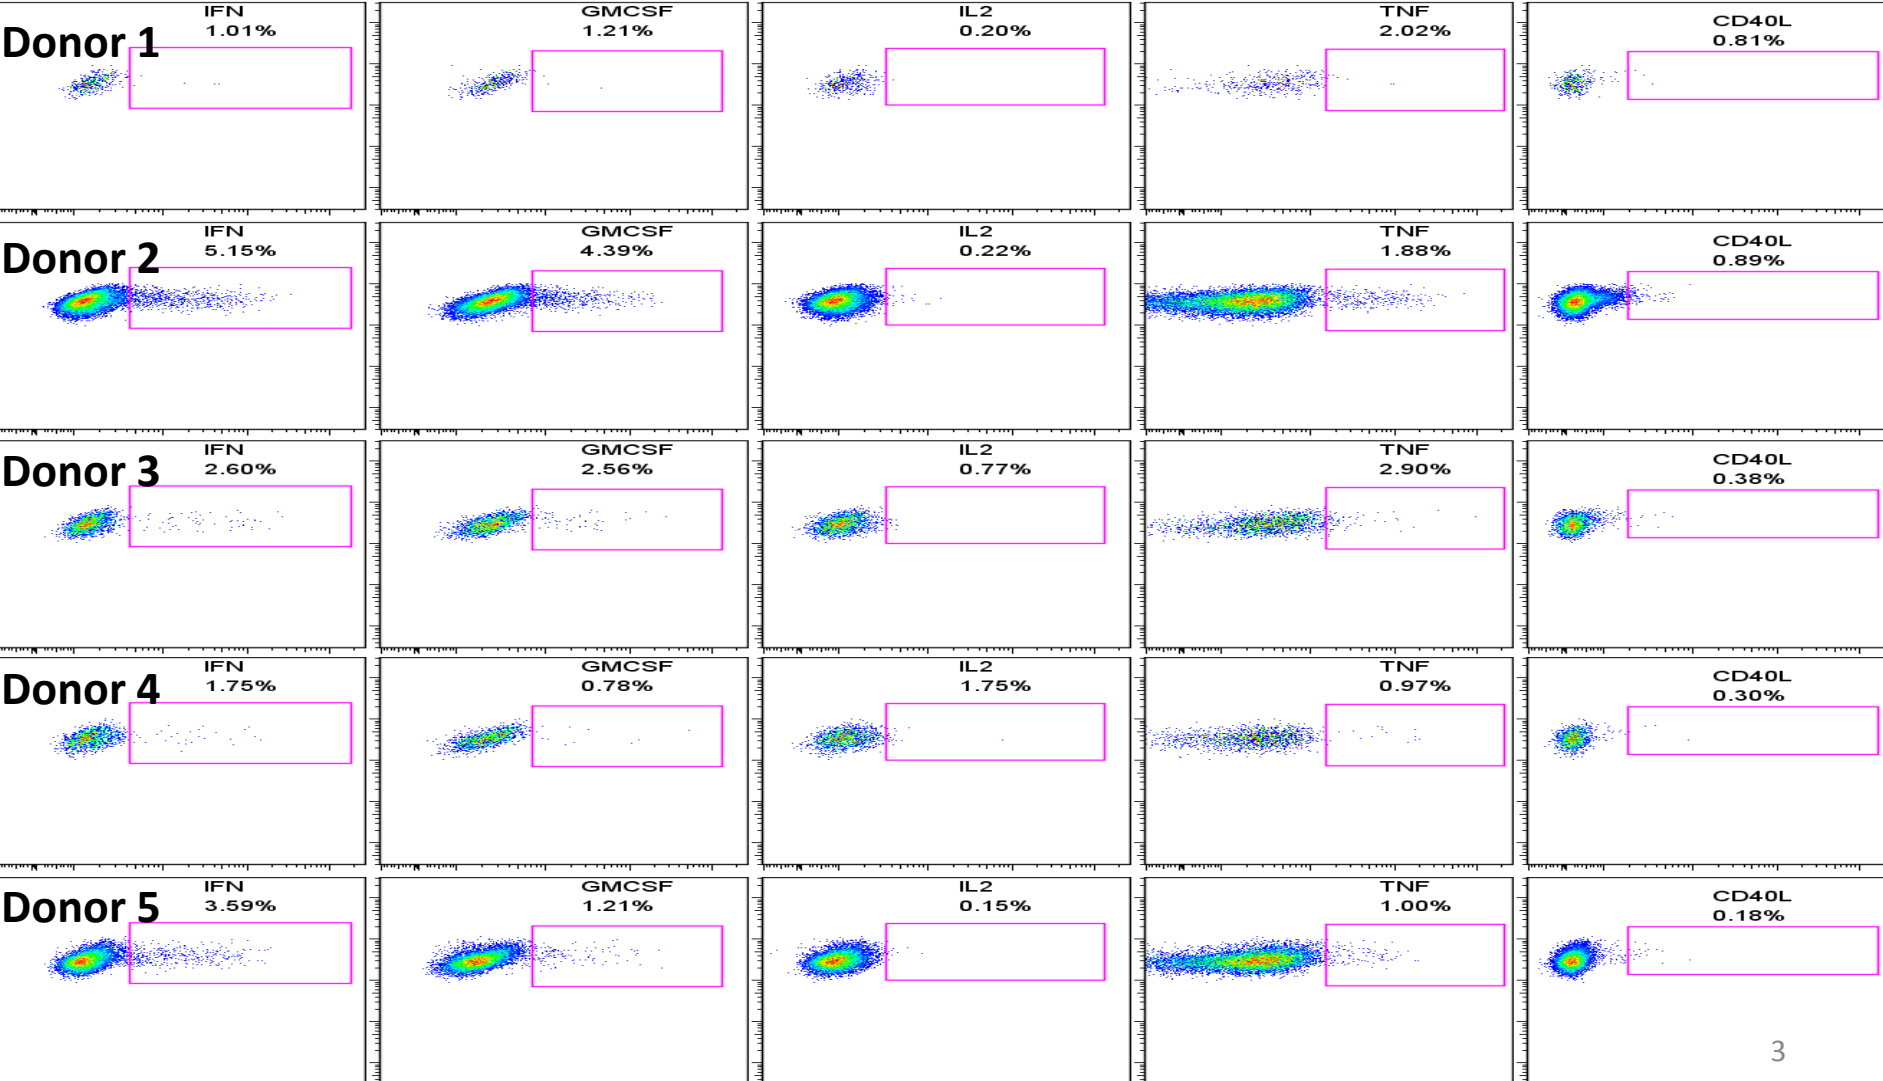 Donor 1
IFN
1.01%
GMCSF
1.21%
IL2
0.20%
TNF
2.02%
CD40L
0.81%
Donor 2
IFN
5.15%
GMCSF
4.39%
IL2
0.22%
TNF
1.88%
CD40L
0.89%
Donor 3
IFN
2.60%
GMCSF
2.56%
IL2
0.77%
TNF
2.90%
CD40L
0.38%
Donor 4
IFN
1.75%
GMCSF
0.78%
IL2
1.75%
TNF
0.97%
CD40L
0.30%
Donor 5
IFN
3.59%
GMCSF
1.21%
IL2
0.15%
TNF
1.00%
CD40L
0.18%
3